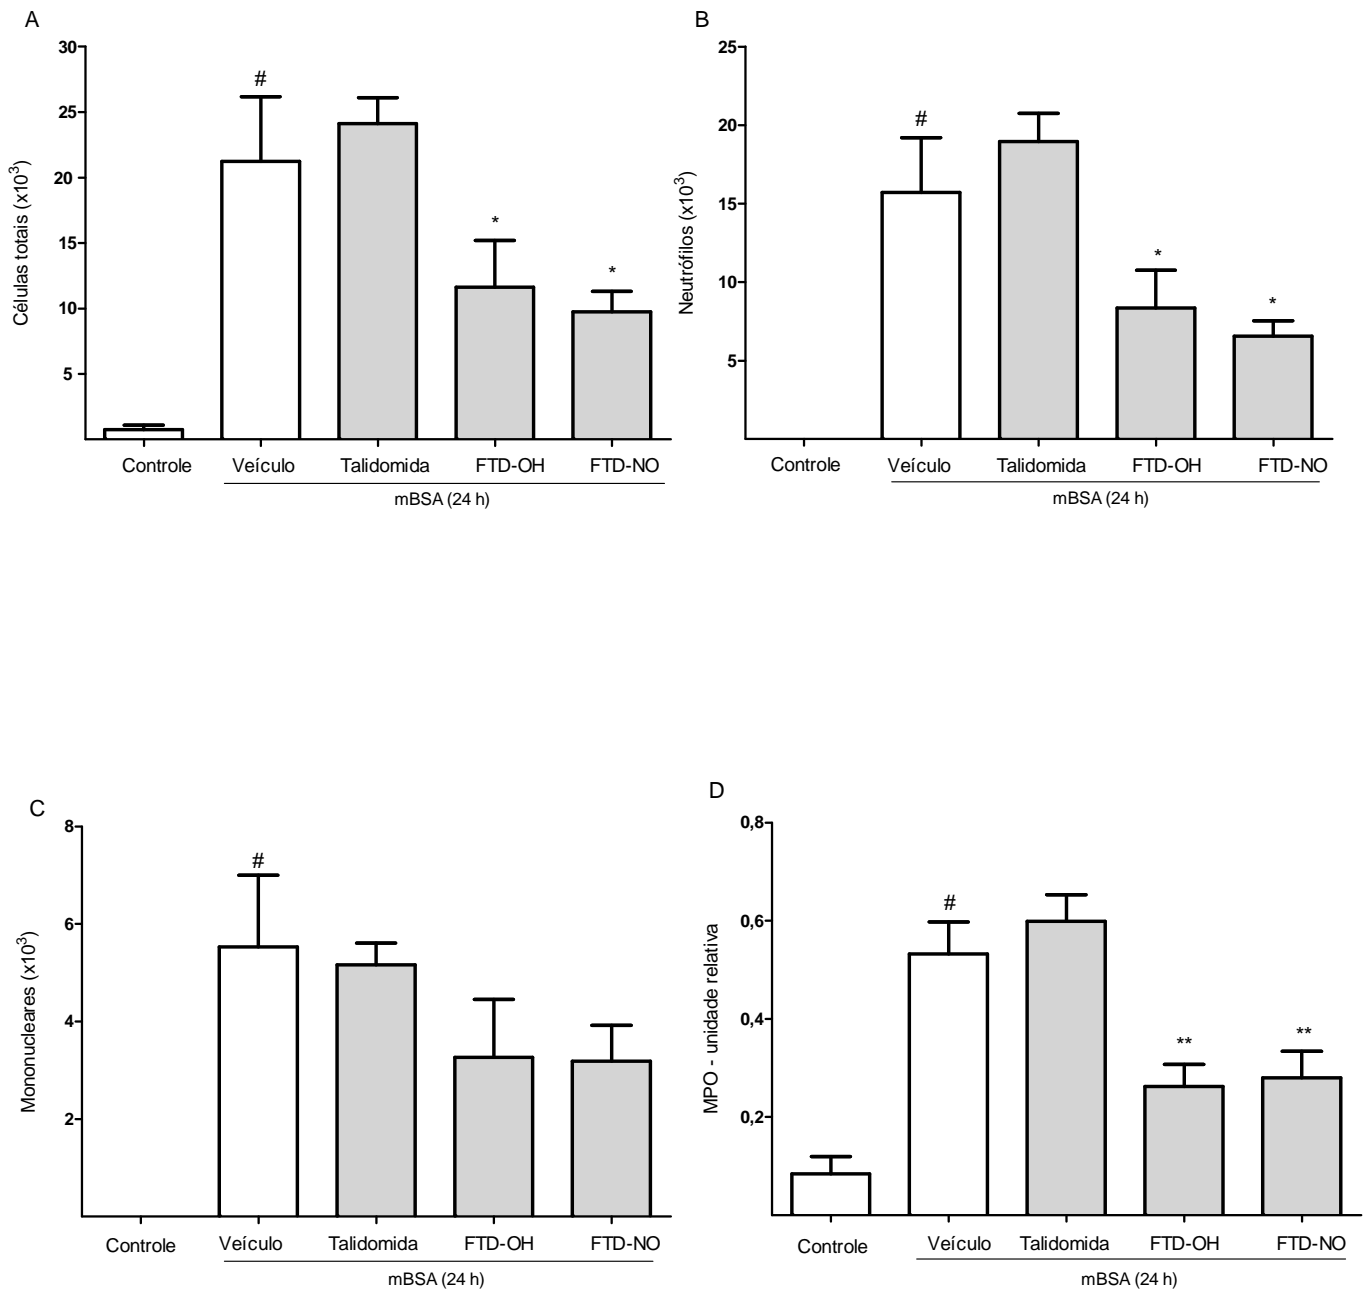 A
Células totais (x10³)
30
25
20
15
10
5
#
*
*
Controle Veículo Talidomida FTD-OH FTD-NO
mBSA (24 h)
B
Neutrófilos (x10³)
25
20
15
10
5
#
*
*
Controle Veículo Talidomida FTD-OH FTD-NO
mBSA (24 h)
C
Mononucleares (x10³)
8
6
4
2
#
Controle Veículo Talidomida FTD-OH FTD-NO
mBSA (24 h)
D
MPO - unidade relativa
0,8
0,6
0,4
0,2
#
**
**
Controle Veículo Talidomida FTD-OH FTD-NO
mBSA (24 h)